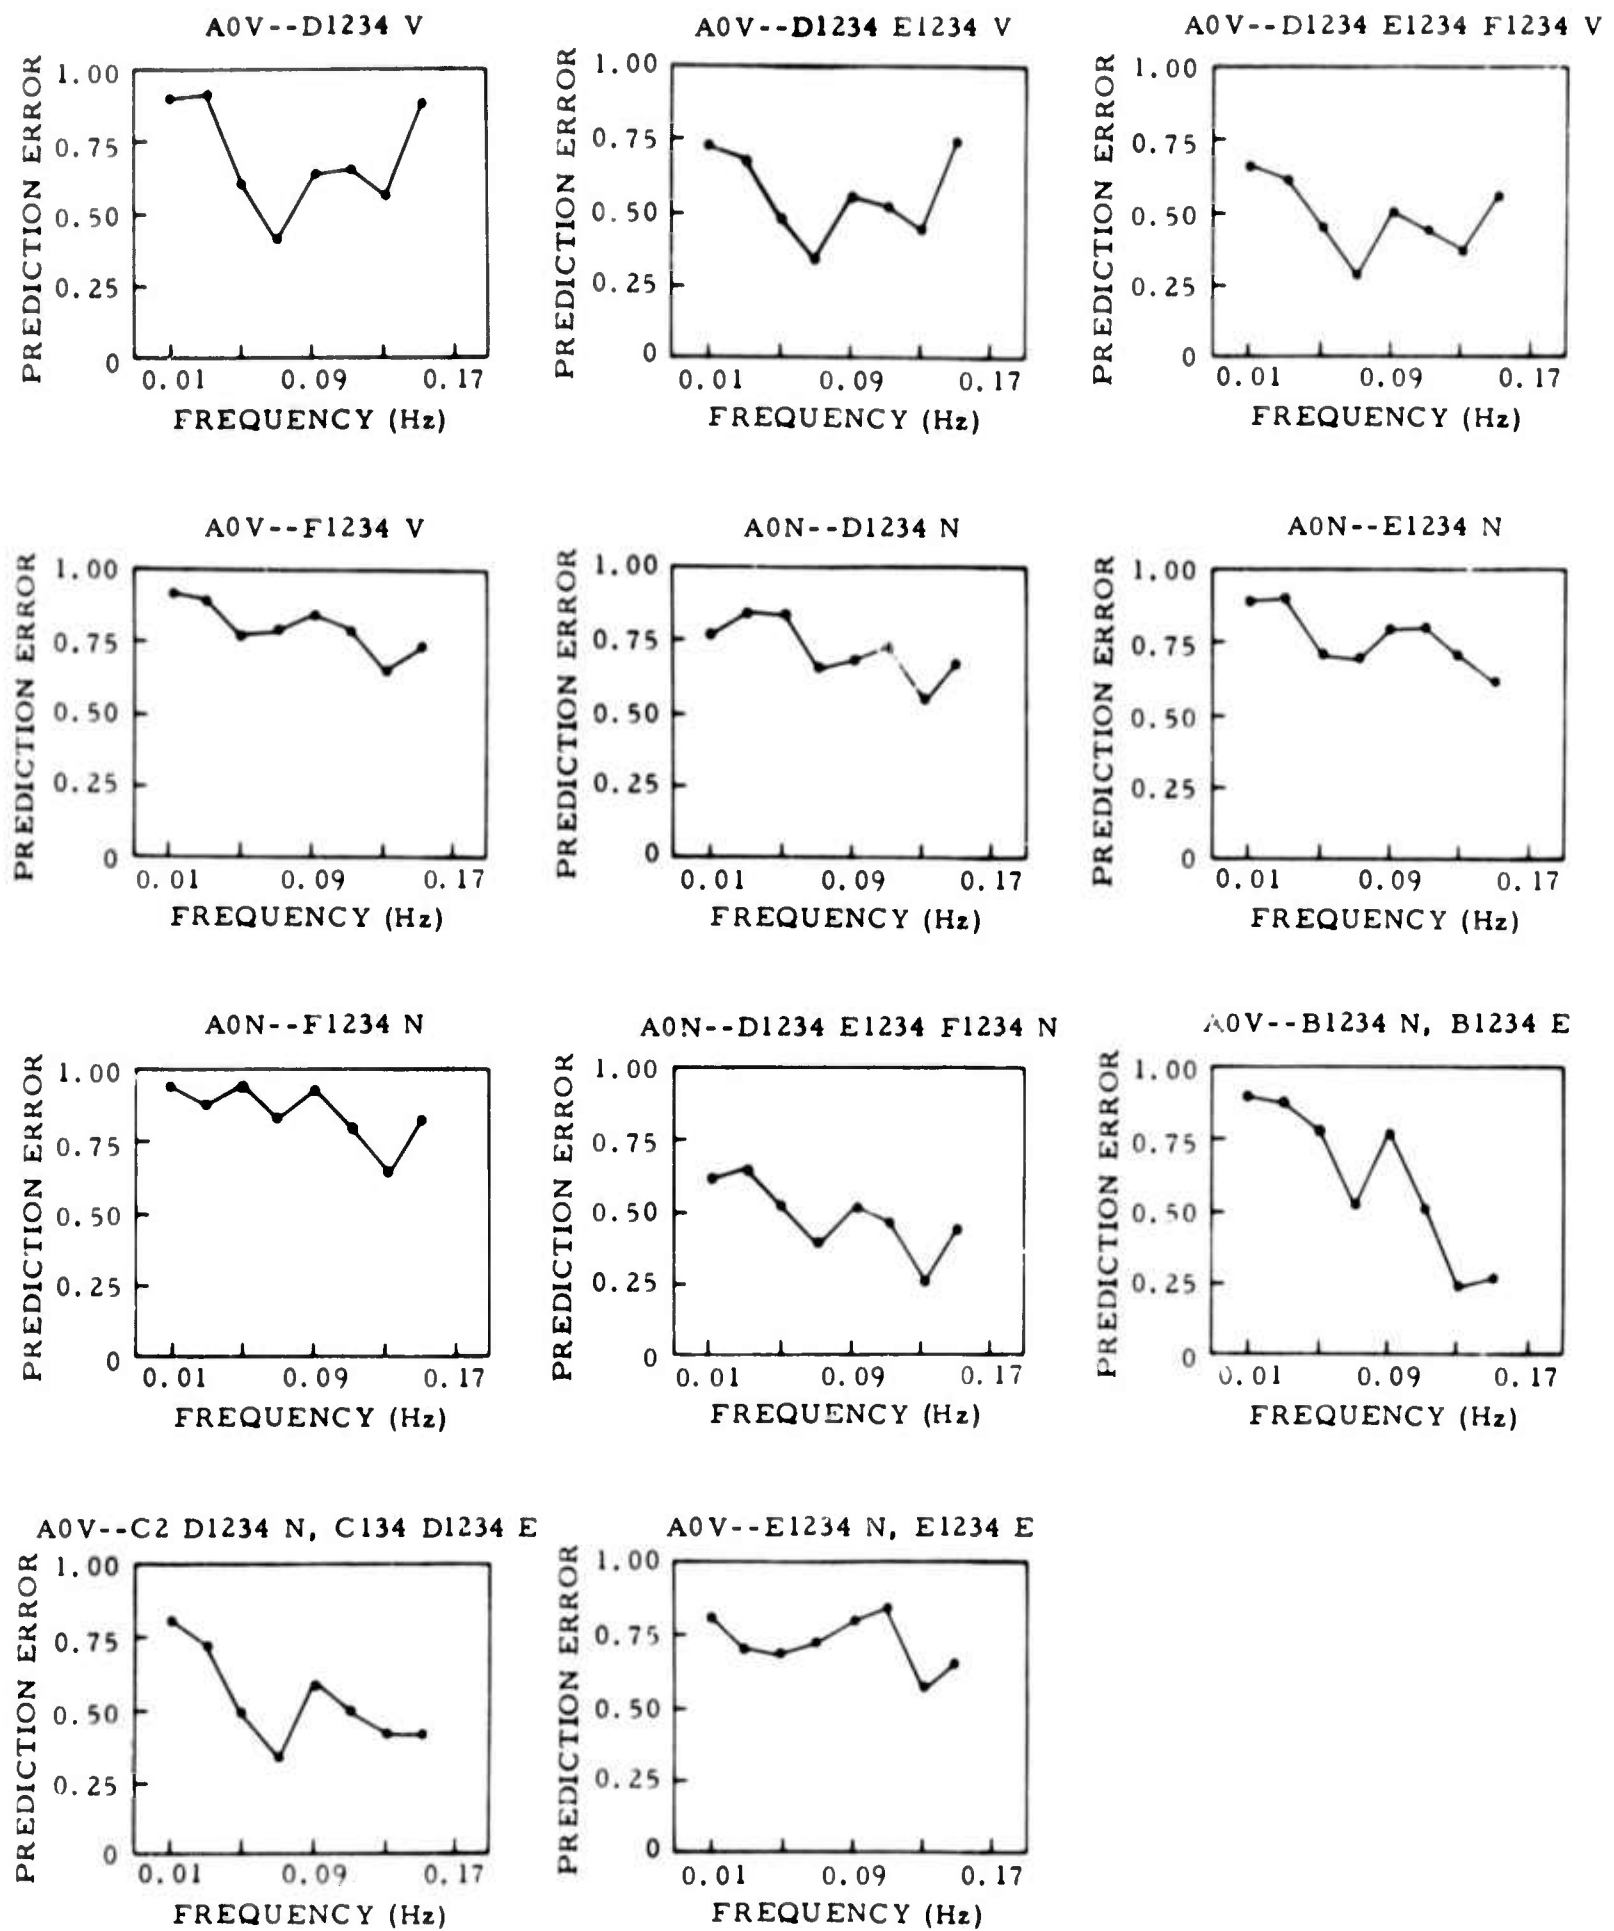 A0V--D1234 V
PREDICTION ERROR
1.00
0.75
0.50
0.25
0
0.01 0.09 0.17
FREQUENCY (Hz)
A0V--D1234 E1234 V
PREDICTION ERROR
1.00
0.75
0.50
0.25
0
0.01 0.09 0.17
FREQUENCY (Hz)
A0V--D1234 E1234 F1234 V
PREDICTION ERROR
1.00
0.75
0.50
0.25
0
0.01 0.09 0.17
FREQUENCY (Hz)
A0V--F1234 V
PREDICTION ERROR
1.00
0.75
0.50
0.25
0
0.01 0.09 0.17
FREQUENCY (Hz)
A0N--D1234 N
PREDICTION ERROR
1.00
0.75
0.50
0.25
0
0.01 0.09 0.17
FREQUENCY (Hz)
A0N--E1234 N
PREDICTION ERROR
1.00
0.75
0.50
0.25
0
0.01 0.09 0.17
FREQUENCY (Hz)
A0N--F1234 N
PREDICTION ERROR
1.00
0.75
0.50
0.25
0
0.01 0.09 0.17
FREQUENCY (Hz)
A0N--D1234 E1234 F1234 N
PREDICTION ERROR
1.00
0.75
0.50
0.25
0
0.01 0.09 0.17
FREQUENCY (Hz)
A0V--B1234 N, B1234 E
PREDICTION ERROR
1.00
0.75
0.50
0.25
0
0.01 0.09 0.17
FREQUENCY (Hz)
A0V--C2 D1234 N, C134 D1234 E
PREDICTION ERROR
1.00
0.75
0.50
0.25
0
0.01 0.09 0.17
FREQUENCY (Hz)
A0V--E1234 N, E1234 E
PREDICTION ERROR
1.00
0.75
0.50
0.25
0
0.01 0.09 0.17
FREQUENCY (Hz)